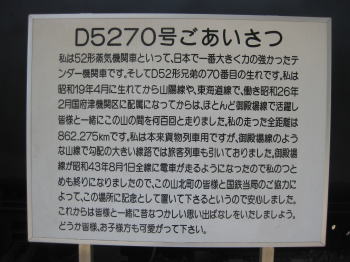 D5270号ごあいさつ
私は52形蒸気機関車といって、日本で一番大きく力の強かったテ
ンダー機関車です。そしてD52形兄弟の70番目の生れです。私は
昭和19年4月に生れてから山陽線や、東海道線で、働き昭和26年
2月国府津機関区に配属になってからは、ほとんど御殿場線で活躍し
皆様と一緒にこの山の間を何百回と走りました。私の走った全距離は
862.275kmです。私は本来貨物列車用ですが、御殿場線のよう
な山線で勾配の大きい線路では旅客列車も引いておりました。御殿場
線が昭和43年8月1日全線に電車が走るようになったので私のつと
めも終りになりましたので、この山北町の皆様と国鉄当局のご協力に
よって、この場所に記念として置いて下さるというので安心しました。
これからは皆様と一緒に昔なつかしい思い出ばなしをいたしましょう。
どうか皆様、お子様方も可愛がって下さい。